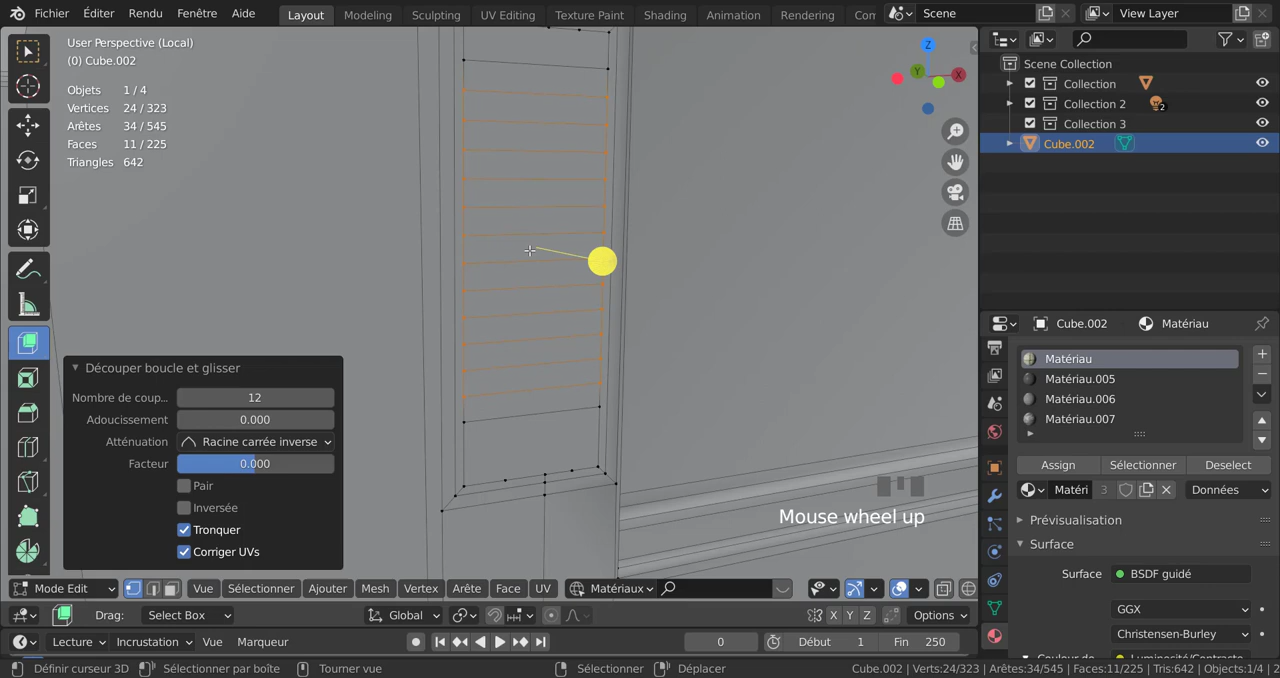 Fichier Éditer Rendu Fenêtre Aide Layout Modeling Sculpting UV Editing Texture Paint Shading Animation Rendering Com Scene View Layer
User Perspective (Local)
(0) Cube.002
Objets 1 / 4
Vertices 24 / 323
Arêtes 34 / 545
Faces 11 / 225
Triangles 642
Z
Y X
Scene Collection
Collection
Collection 2 2
Collection 3
Cube.002
Cube.002 Matériau
Matériau
Matériau.005
Matériau.006
Matériau.007
Assign Sélectionner Deselect
Matéri 3 Données
Prévisualisation
Surface
Surface BSDF guidé
GGX
Christensen-Burley
Découper boucle et glisser
Nombre de coup... 12
Adoucissement 0.000
Atténuation Racine carrée inverse
Facteur 0.000
Pair
Inversée
Tronquer
Corriger UVs
Mouse wheel up
Mode Edit Vue Sélectionner Ajouter Mesh Vertex Arête Face UV Matériaux
Drag: Select Box Global X Y Z Options
Lecture Incrustation Vue Marqueur 0 Début 1 Fin 250
Définir curseur 3D Sélectionner par boîte Tourner vue Sélectionner Déplacer Cube.002 | Verts:24/323 | Arêtes:34/545 | Faces:11/225 | Tris:642 | Objects:1/4 | 2